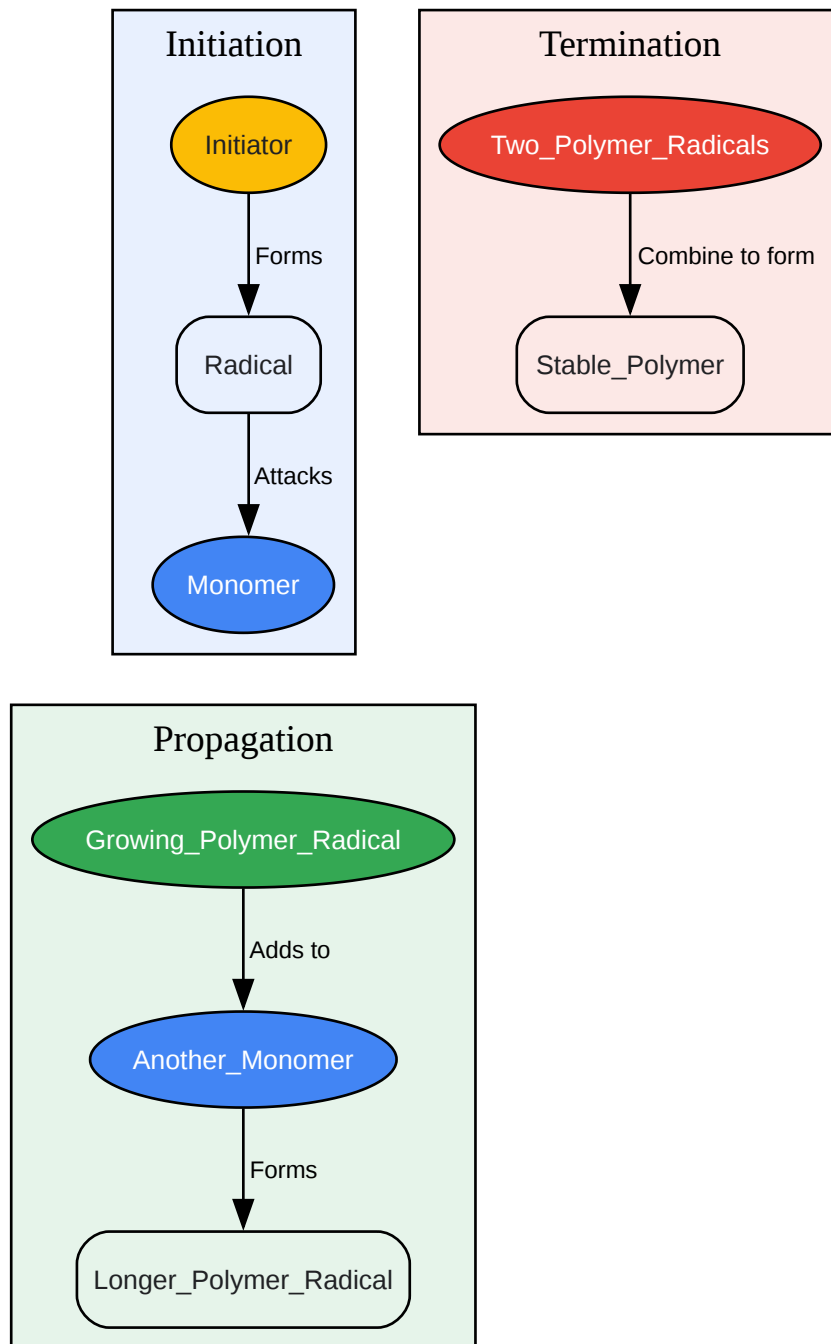 Initiation
Initiator
Forms
Radical
Attacks
Monomer
Termination
Two_Polymer_Radicals
Combine to form
Stable_Polymer
Propagation
Growing_Polymer_Radical
Adds to
Another_Monomer
Forms
Longer_Polymer_Radical